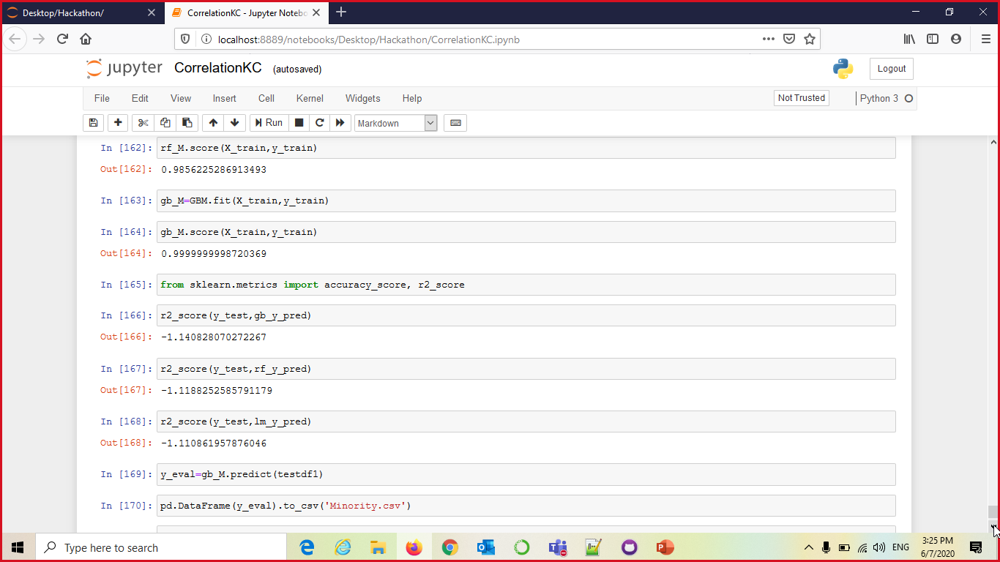 Desktop/Hackathon/
CorrelationKC - Jupyter Notebo
localhost:8889/notebooks/Desktop/Hackathon/CorrelationKC.ipynb
jupyter CorrelationKC (autosaved)
Logout
File Edit View Insert Cell Kernel Widgets Help
Not Trusted
Python 3
Run
Markdown
In [162]: rf_M.score(X_train,y_train)
Out[162]: 0.9856225286913493
In [163]: gb_M=GBM.fit(X_train,y_train)
In [164]: gb_M.score(X_train,y_train)
Out[164]: 0.9999999998720369
In [165]: from sklearn.metrics import accuracy_score, r2_score
In [166]: r2_score(y_test,gb_y_pred)
Out[166]: -1.140828070272267
In [167]: r2_score(y_test,rf_y_pred)
Out[167]: -1.1188252585791179
In [168]: r2_score(y_test,lm_y_pred)
Out[168]: -1.110861957876046
In [169]: y_eval=gb_M.predict(testdf1)
In [170]: pd.DataFrame(y_eval).to_csv('Minority.csv')
Type here to search
ENG
3:25 PM
6/7/2020